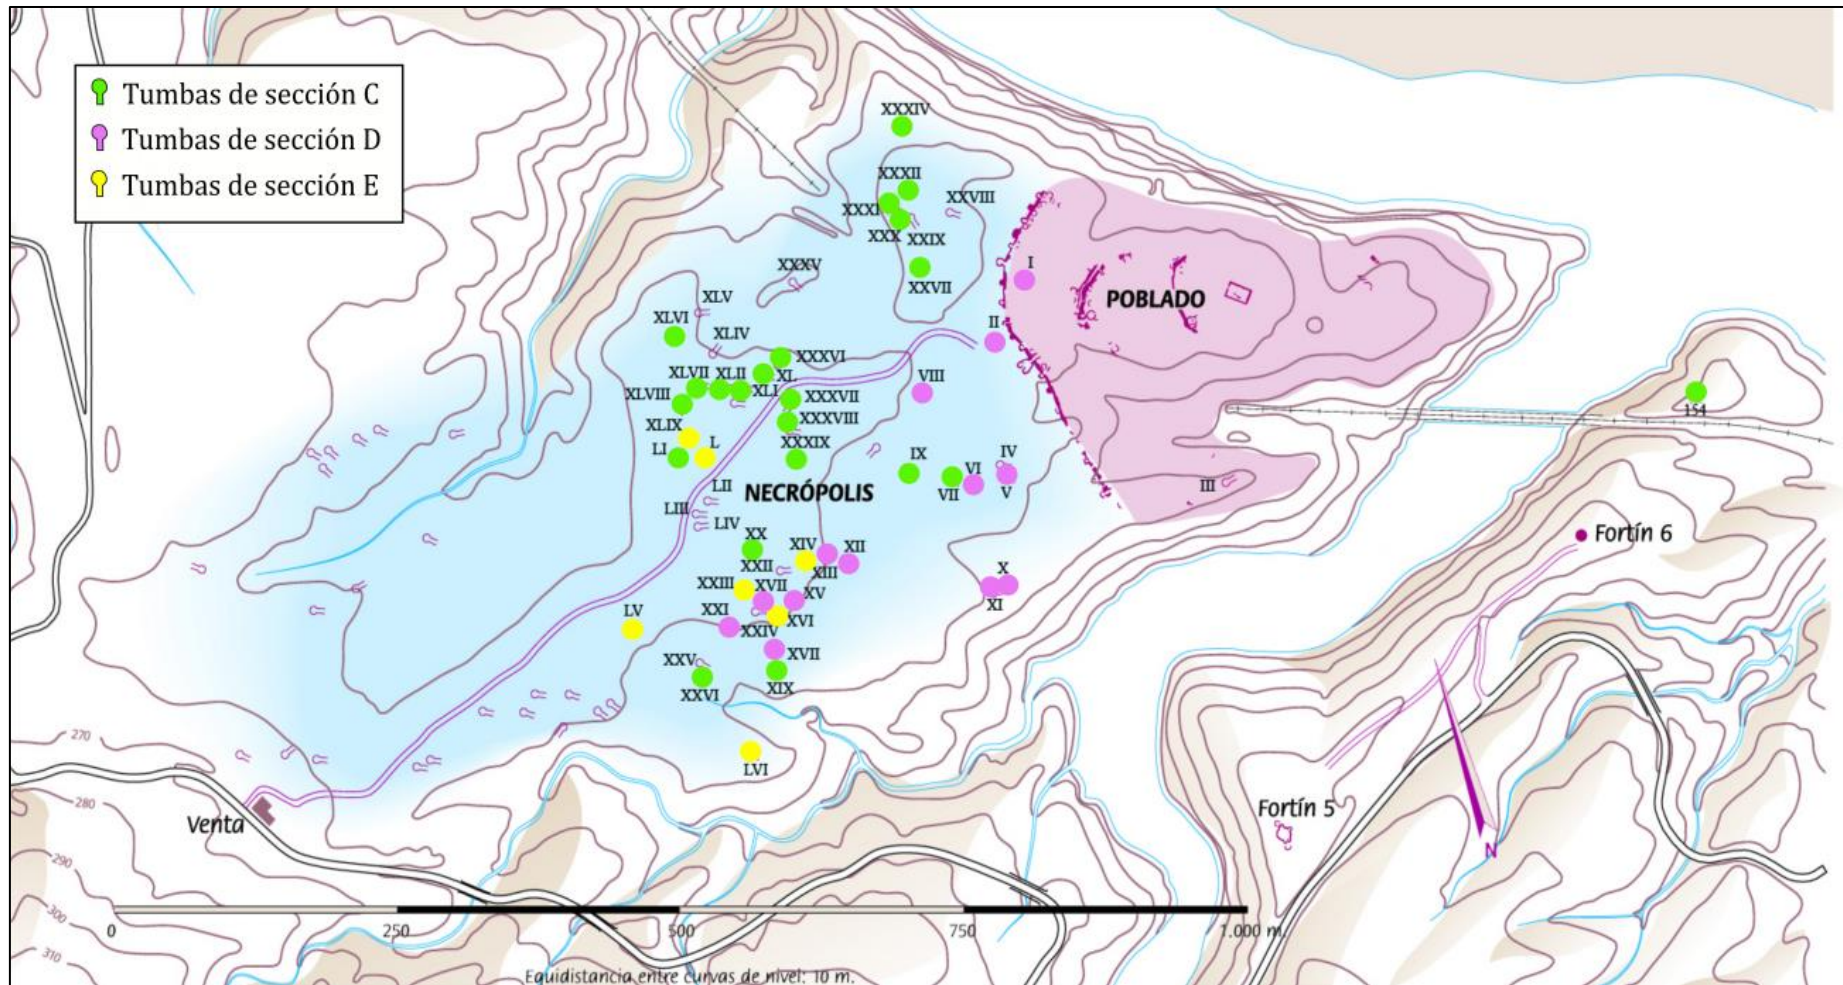 Tumbas de sección C
Tumbas de sección D
Tumbas de sección E
XXXIV
XXXII
XXVIII
XXXI
XXX
XXIX
XXXV
XXVII
I
POBLADO
II
XLV
XLVI
XLIV
XXXVI
XLVII
XLII
XL
XLI
VIII
XLVIII
XXXVII
154
XXXVIII
XLIX
L
LI
XXXIX
IX
VI
IV
VII
V
LII
NECRÓPOLIS
III
LIII
LIV
XX
XIV
XII
Fortín 6
XXII
XIII
X
XXIII
XVII
XV
XI
LV
XXI
XVI
XXIV
XXV
XVII
XXVI
XIX
270
LVI
280
Venta
Fortín 5
N
290
300
310
0
250
500
750
1.000 m.
Equidistancia entre curvas de nivel: 10 m.